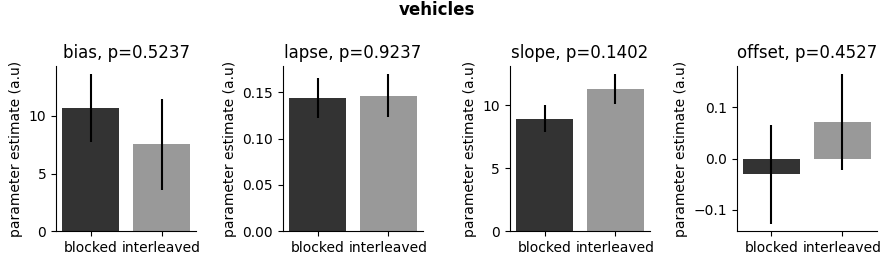 vehicles
bias, p=0.5237
parameter estimate (a.u)
10
5
0
blocked interleaved
lapse, p=0.9237
parameter estimate (a.u)
0.15
0.10
0.05
0.00
blocked interleaved
slope, p=0.1402
parameter estimate (a.u)
10
5
0
blocked interleaved
offset, p=0.4527
parameter estimate (a.u)
0.1
0.0
−0.1
blocked interleaved